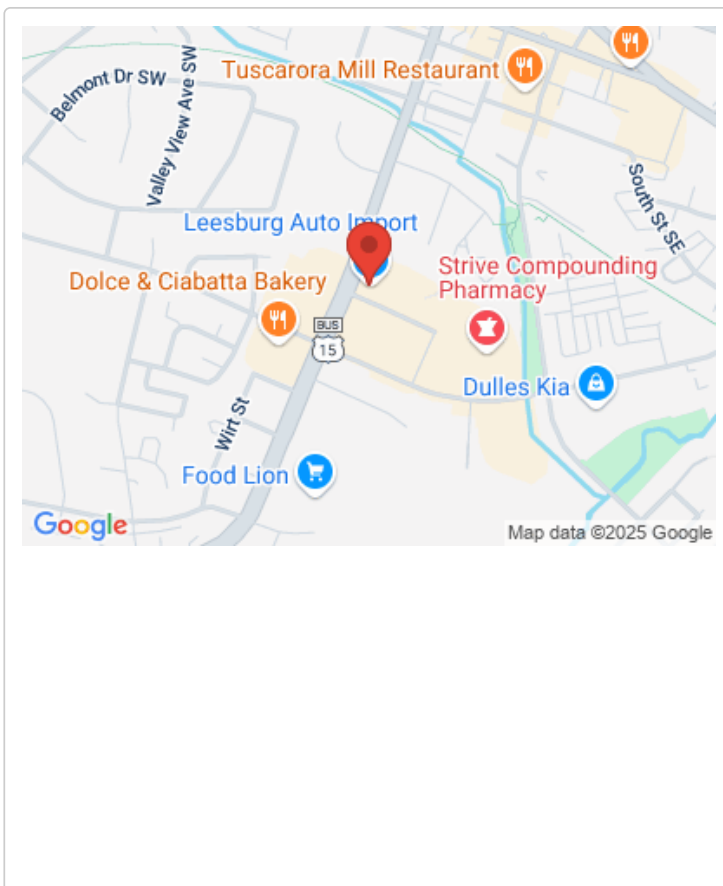 Tuscarora Mill Restaurant
Belmont Dr SW
Valley View Ave SW
South St SE
Leesburg Auto Import
Dolce & Ciabatta Bakery
Strive Compounding
Pharmacy
BUS
15
Dulles Kia
Wirt St
Food Lion
Google
Map data ©2025 Google